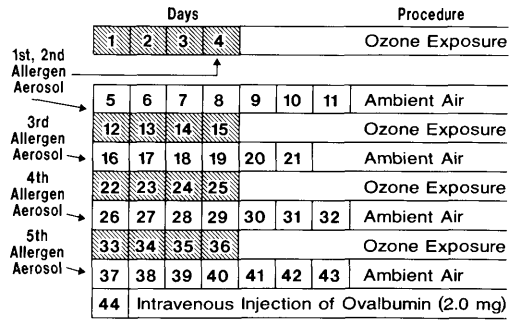 Days Procedure
1 2 3 4 Ozone Exposure
1st, 2nd
Allergen
Aerosol
5 6 7 8 9 10 11 Ambient Air
12 13 14 15 Ozone Exposure
3rd
Allergen
Aerosol
16 17 18 19 20 21 Ambient Air
22 23 24 25 Ozone Exposure
4th
Allergen
Aerosol
26 27 28 29 30 31 32 Ambient Air
33 34 35 36 Ozone Exposure
5th
Allergen
Aerosol
37 38 39 40 41 42 43 Ambient Air
44 Intravenous Injection of Ovalbumin (2.0 mg)